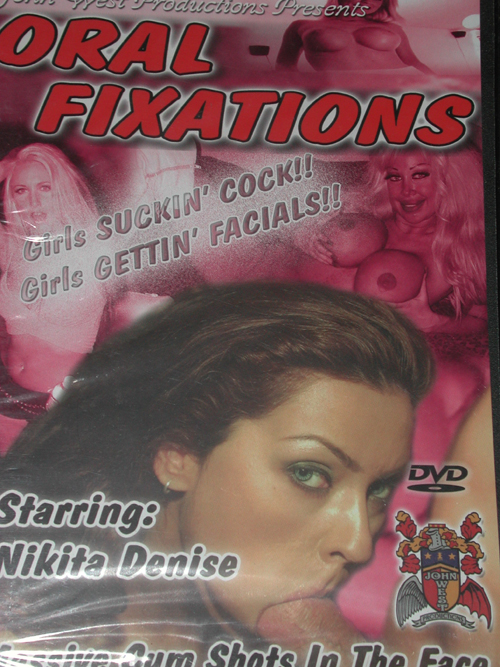 John West Productions Presents
ORAL
FIXATIONS
Girls SUCKIN' COCK!!
Girls GETTIN' FACIALS!!
DVD
Starring:
Nikita Denise
JOHN
WEST
Cum Shots In The Face